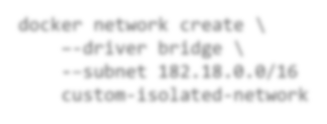 docker network create \
--driver bridge \
--subnet 182.18.0.0/16
custom-isolated-network